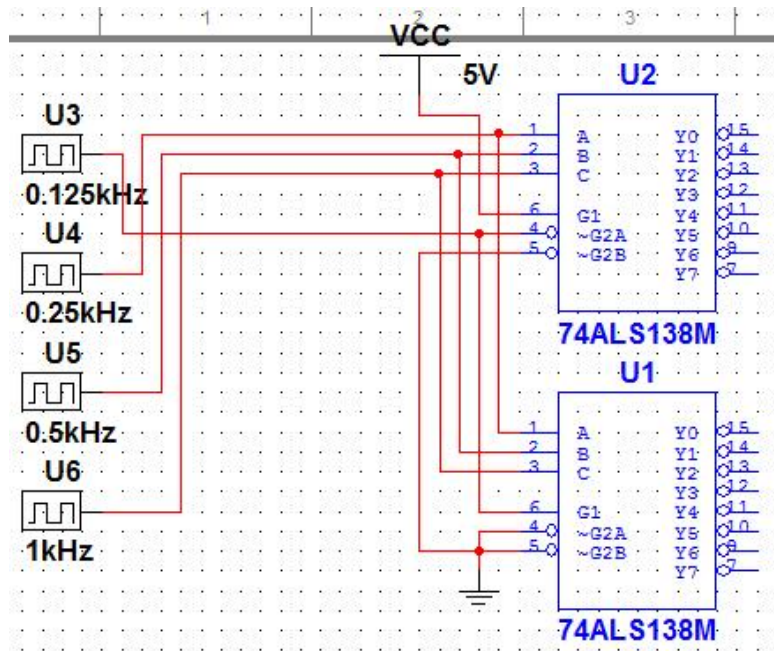 1 2 3
VCC
5V
U3
0.125kHz
U4
0.25kHz
U5
0.5kHz
U6
1kHz
U2
1 A Y0 15
2 B Y1 14
3 C Y2 13
Y3 12
6 G1 Y4 11
4 ~G2A Y5 10
5 ~G2B Y6 9
Y7 7
74ALS138M
U1
1 A Y0 15
2 B Y1 14
3 C Y2 13
Y3 12
6 G1 Y4 11
4 ~G2A Y5 10
5 ~G2B Y6 9
Y7 7
74ALS138M